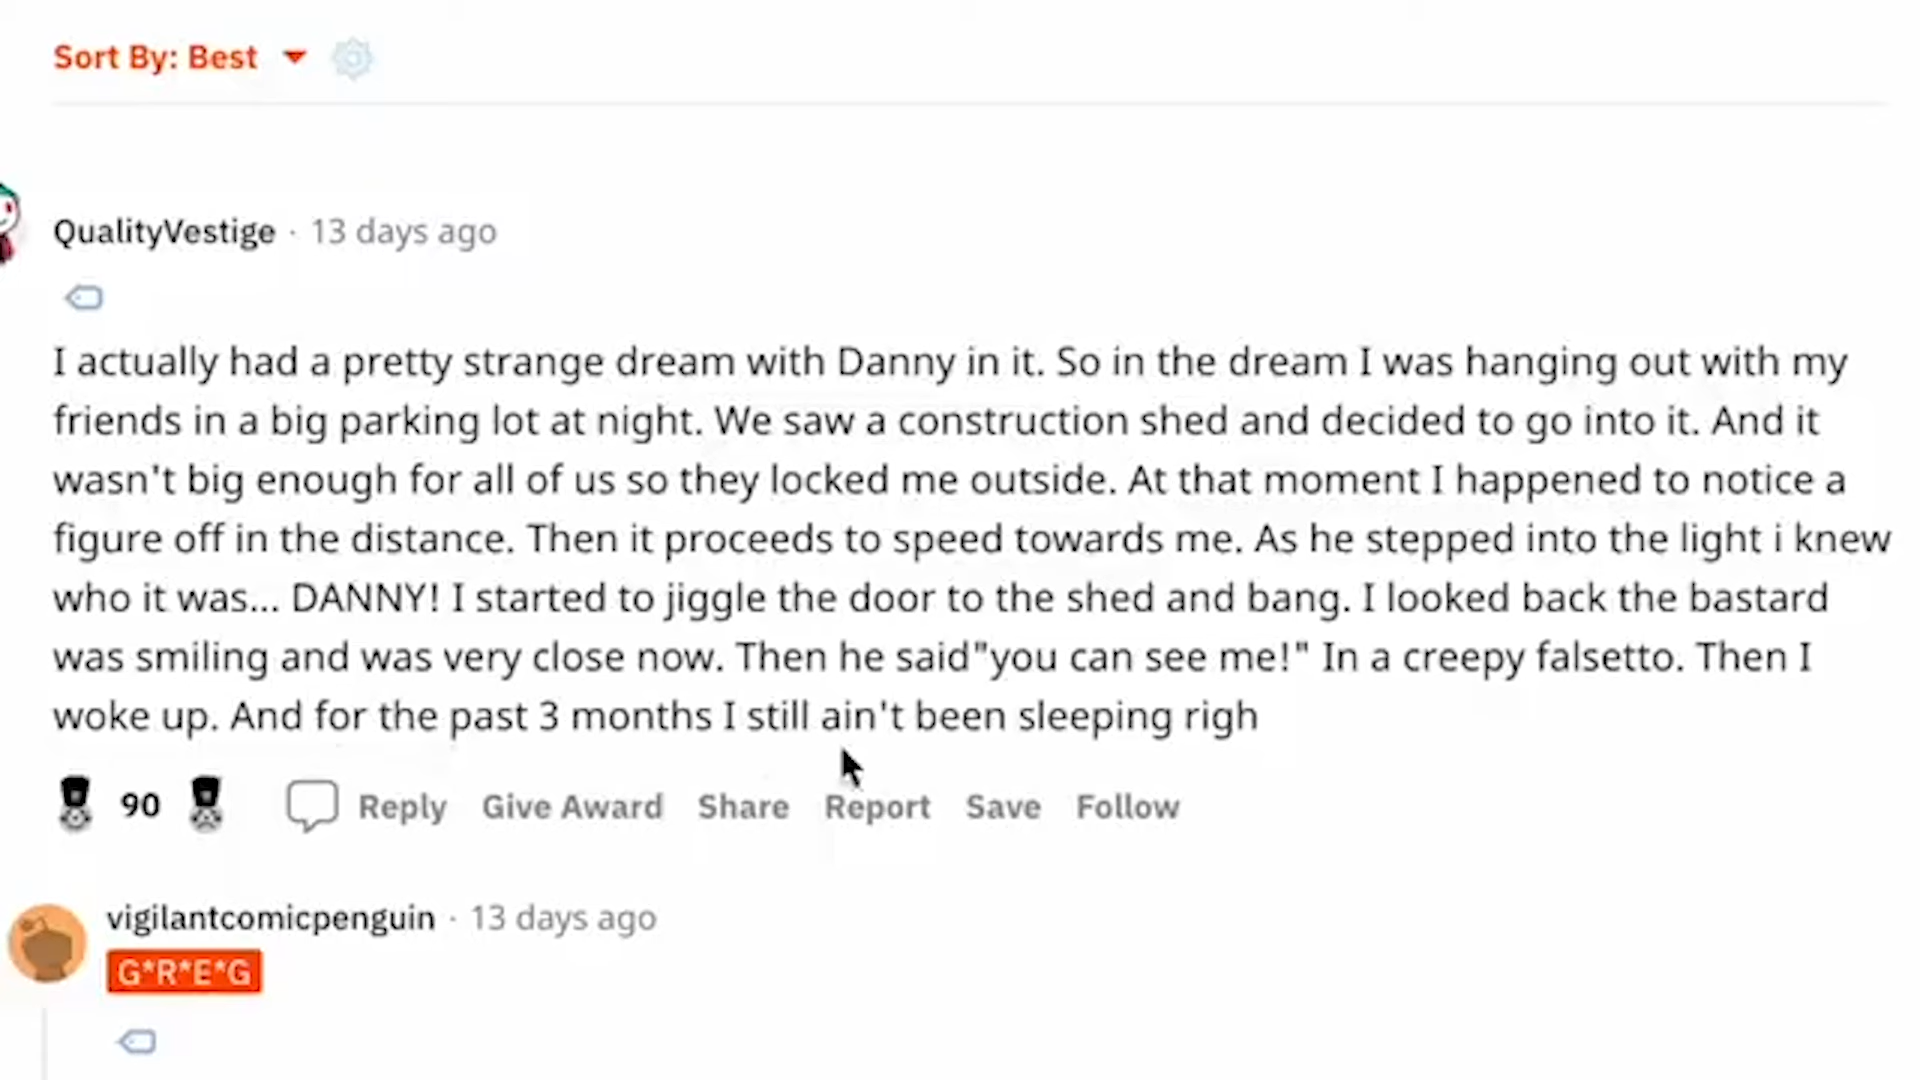 Sort By: Best
QualityVestige · 13 days ago
I actually had a pretty strange dream with Danny in it. So in the dream I was hanging out with my
friends in a big parking lot at night. We saw a construction shed and decided to go into it. And it
wasn't big enough for all of us so they locked me outside. At that moment I happened to notice a
figure off in the distance. Then it proceeds to speed towards me. As he stepped into the light i knew
who it was... DANNY! I started to jiggle the door to the shed and bang. I looked back the bastard
was smiling and was very close now. Then he said"you can see me!" In a creepy falsetto. Then I
woke up. And for the past 3 months I still ain't been sleeping righ
90 Reply Give Award Share Report Save Follow
vigilantcomicpenguin · 13 days ago
G*R*E*G